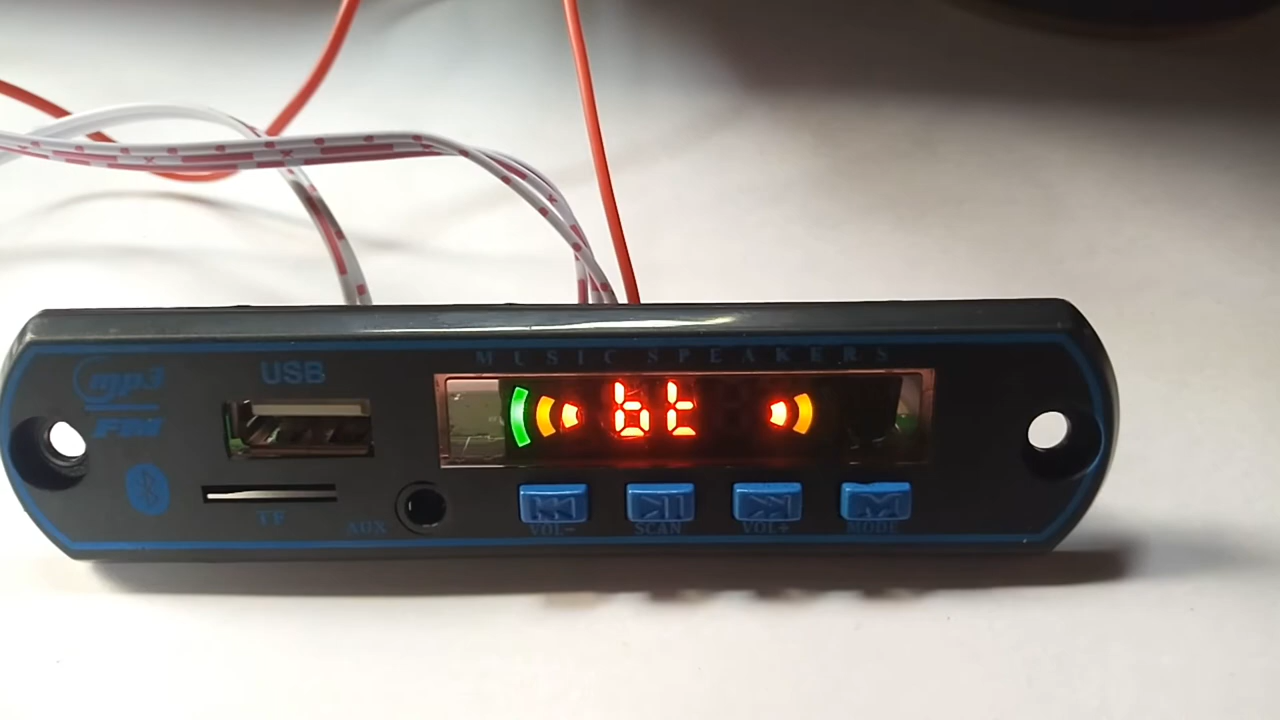 MUSIC SPEAKERS
mp3
FM
USB
bt
TF
AUX
VOL-
SCAN
VOL+
MODE